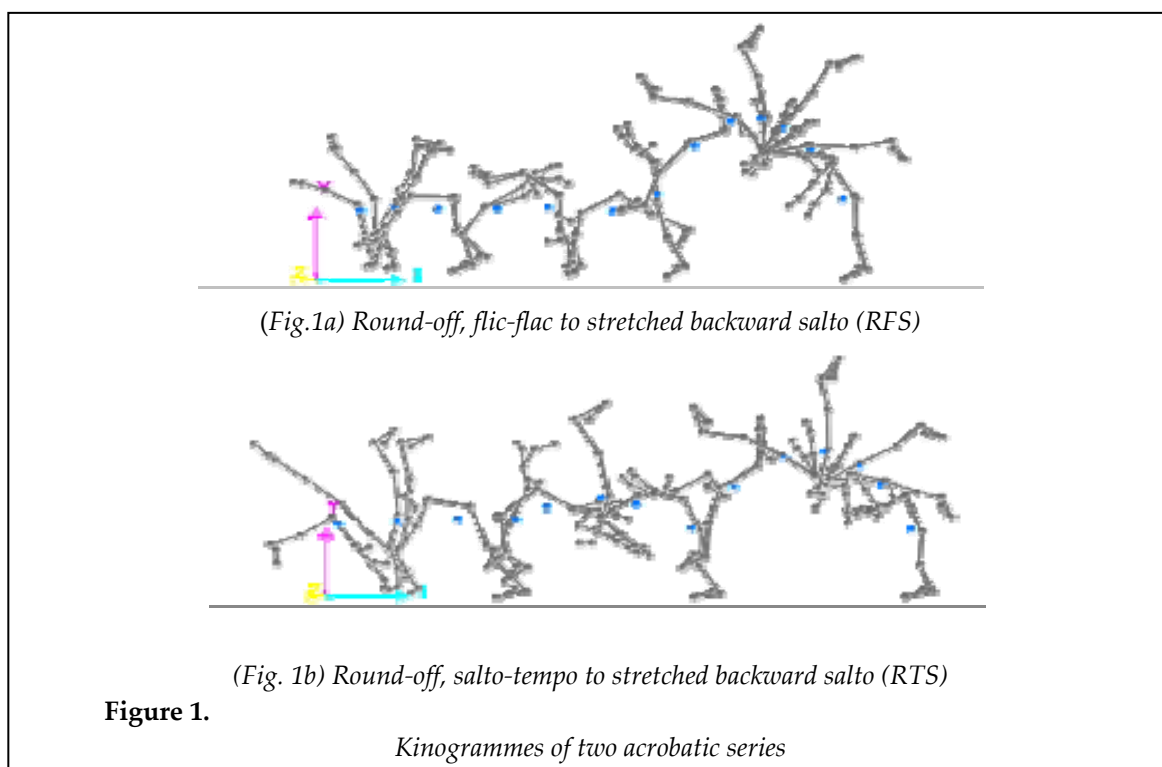 (Fig.1a) Round-off, flic-flac to stretched backward salto (RFS)
(Fig. 1b) Round-off, salto-tempo to stretched backward salto (RTS)
Figure 1.
Kinogrammes of two acrobatic series